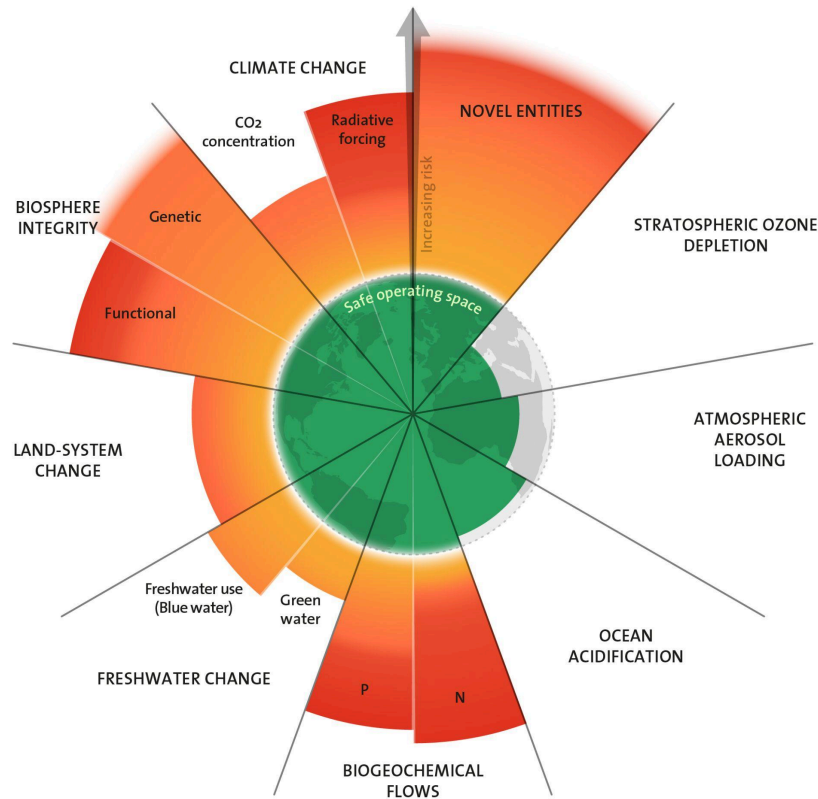 CLIMATE CHANGE
CO2
concentration
Radiative
forcing
NOVEL ENTITIES
Increasing risk
BIOSPHERE
INTEGRITY
Genetic
Functional
STRATOSPHERIC OZONE
DEPLETION
Safe operating space
LAND-SYSTEM
CHANGE
ATMOSPHERIC
AEROSOL
LOADING
Freshwater use
(Blue water)
Green
water
FRESHWATER CHANGE
OCEAN
ACIDIFICATION
P
N
BIOGEOCHEMICAL
FLOWS